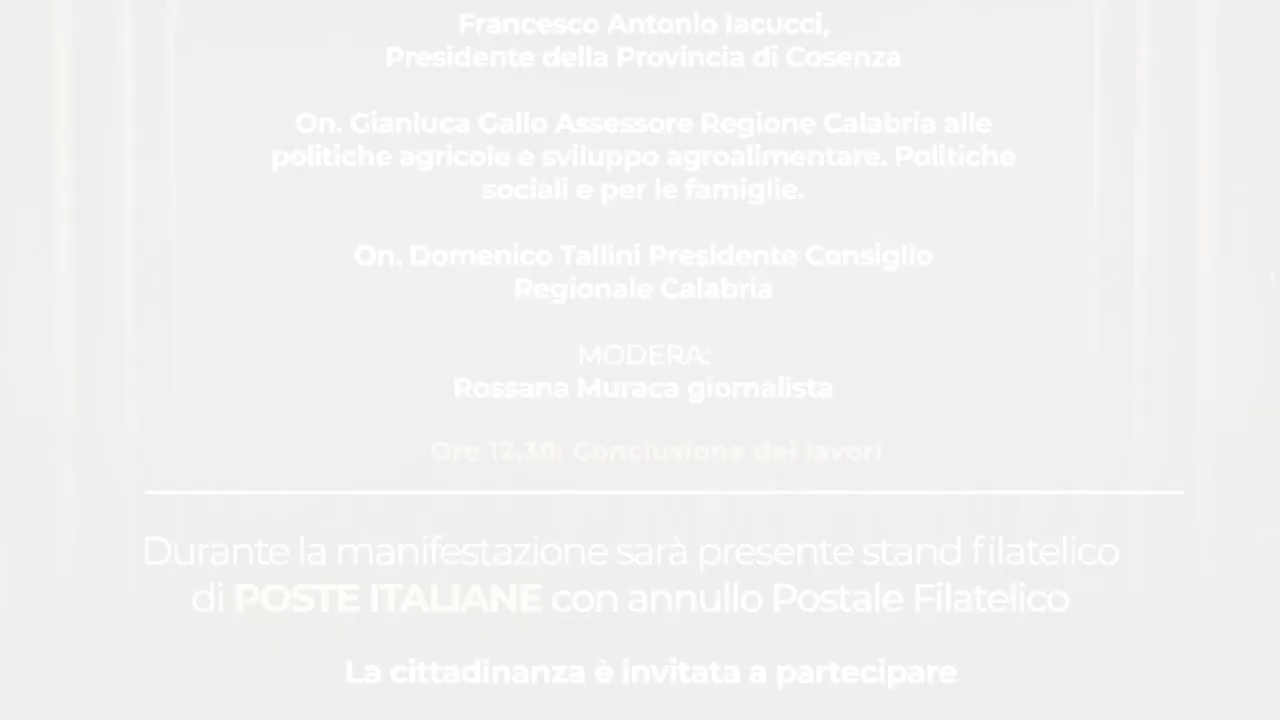 Francesco Antonio Iacucci,
Presidente della Provincia di Cosenza
On. Gianluca Gallo Assessore Regione Calabria alle
politiche agricole e sviluppo agroalimentare. Politiche
sociali e per le famiglie.
On. Domenico Tallini Presidente Consiglio
Regionale Calabria
MODERA:
Rossana Muraca giornalista
Ore 12,30: Conclusione dei lavori
Durante la manifestazione sarà presente stand filatelico
di POSTE ITALIANE con annullo Postale Filatelico
La cittadinanza è invitata a partecipare